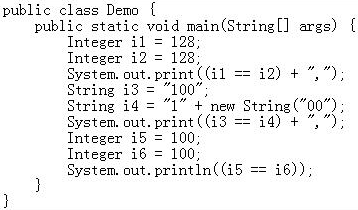 public class Demo {
    public static void main(String[] args) {
        Integer i1 = 128;
        Integer i2 = 128;
        System.out.print((i1 == i2) + ",");
        String i3 = "100";
        String i4 = "1" + new String("00");
        System.out.print((i3 == i4) + ",");
        Integer i5 = 100;
        Integer i6 = 100;
        System.out.println((i5 == i6));
    }
}